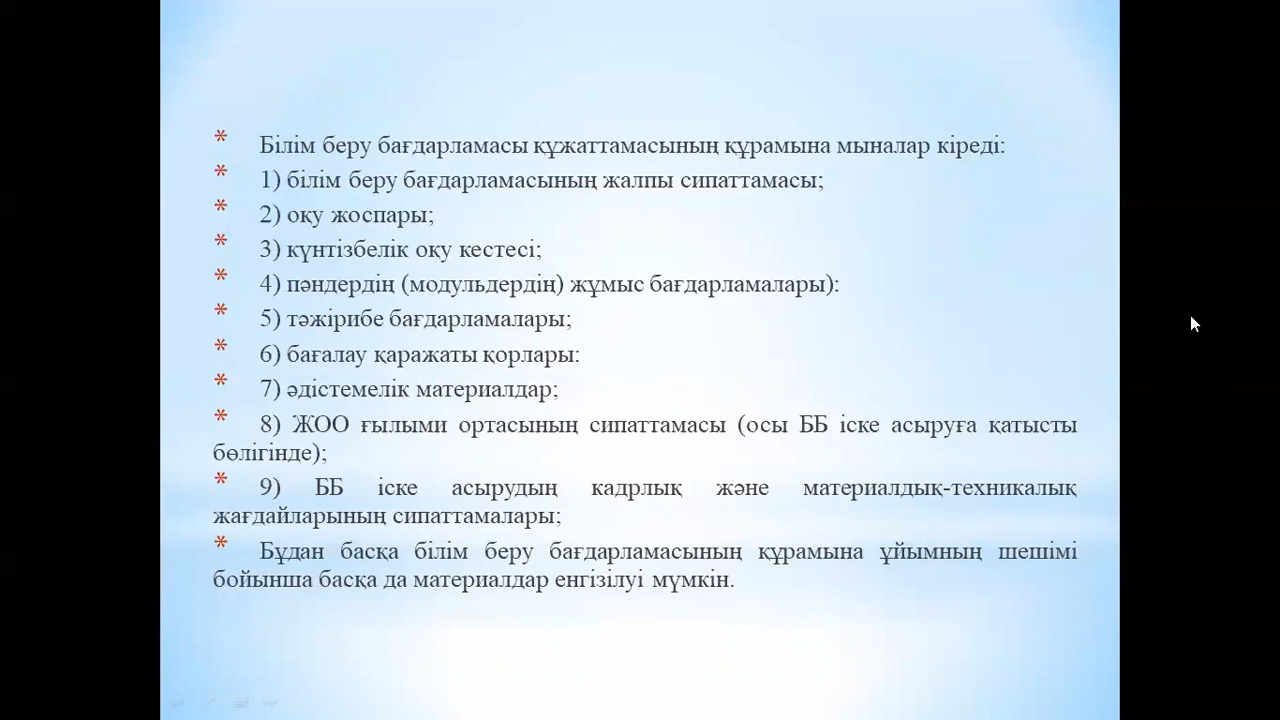 * Білім беру бағдарламасы құжаттамасының құрамына мыналар кіреді:
* 1) білім беру бағдарламасының жалпы сипаттамасы;
* 2) оқу жоспары;
* 3) күнтізбелік оқу кестесі;
* 4) пәндердің (модульдердің) жұмыс бағдарламалары):
* 5) тәжірибе бағдарламалары;
* 6) бағалау қаражаты қорлары:
* 7) әдістемелік материалдар;
* 8) ЖОО ғылыми ортасының сипаттамасы (осы ББ іске асыруға қатысты
бөлігінде);
* 9) ББ іске асырудың кадрлық және материалдық-техникалық
жағдайларының сипаттамалары;
* Бұдан басқа білім беру бағдарламасының құрамына ұйымның шешімі
бойынша басқа да материалдар енгізілуі мүмкін.